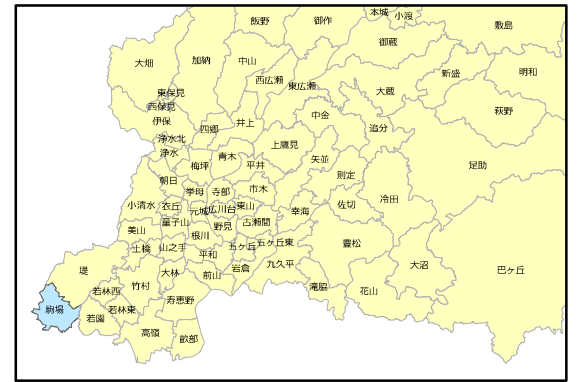 本城
小渡
飯野
御作
敷島
御蔵
加納
中山
大畑
西広瀬
新盛
明和
東広瀬
東保見
大蔵
西保見
萩野
中金
伊保
井上
四郷
追分
浄水北
上鷹見
浄水
青木
矢並
梅坪
平井
足助
則定
朝日
挙母
寺部
市木
冷田
小清水
衣丘
元城
広川台
東山
幸海
佐切
童子山
古瀬間
美山
根川
野見
土橋
山之手
五ケ丘
五ヶ丘東
豊松
平和
堤
大林
前山
岩倉
九久平
大沼
巴ケ丘
若林西
竹村
滝脇
花山
寿恵野
駒場
若園
若林東
高嶺
畝部